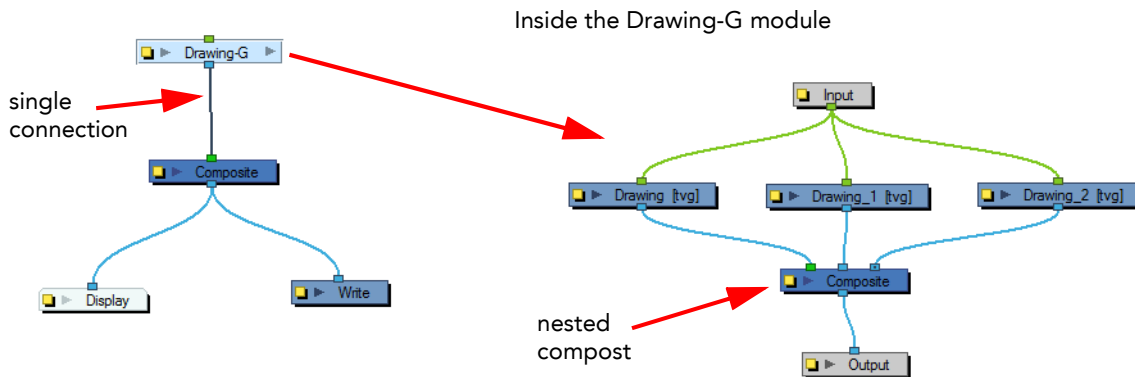 Inside the Drawing-G module
Drawing-G
single
connection
Composite
Display
Write
Input
Drawing [tvg]
Drawing_1 [tvg]
Drawing_2 [tvg]
Composite
nested
compost
Output